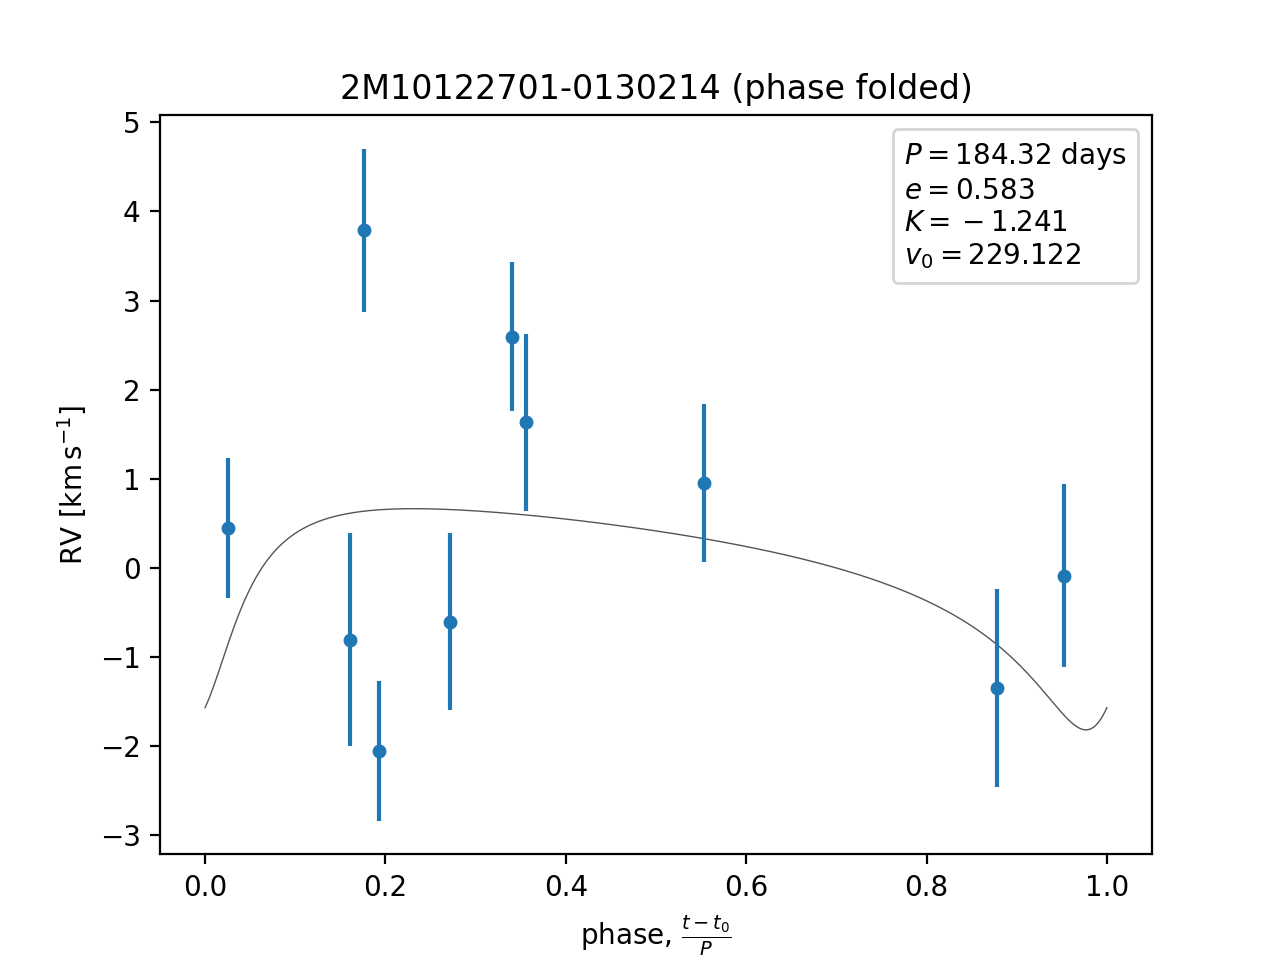 2M10122701-0130214 (phase folded)
P = 184.32 days
e = 0.583
K = −1.241
v₀ = 229.122
RV [km s⁻¹]
5
4
3
2
1
0
−1
−2
−3
0.0 0.2 0.4 0.6 0.8 1.0
phase, (t − t₀)/P